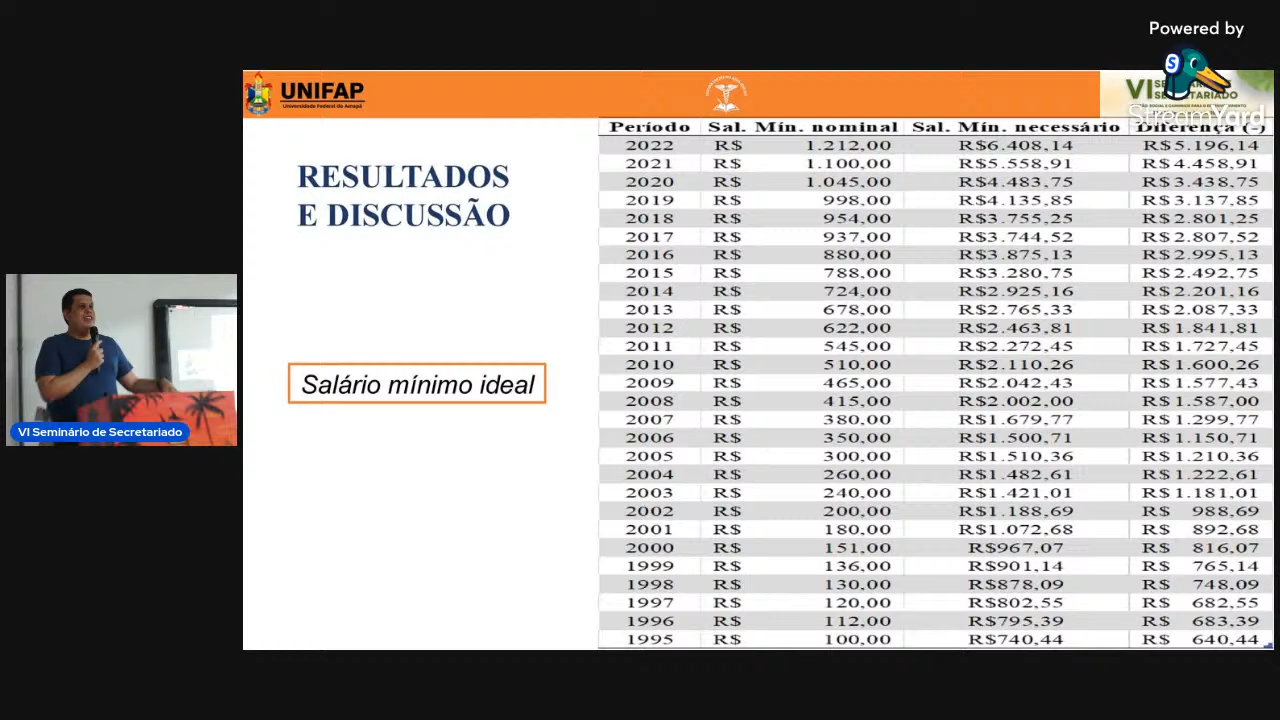 Powered by
StreamYard
UNIFAP
Universidade Federal do Amapá
VI
RESULTADOS
E DISCUSSÃO
Salário mínimo ideal
VI Seminário de Secretariado
Período Sal. Mín. nominal Sal. Mín. necessário Diferença (-)
2022 R$ 1.212,00 R$6.408,14 R$5.196,14
2021 R$ 1.100,00 R$5.558,91 R$4.458,91
2020 R$ 1.045,00 R$4.483,75 R$3.438,75
2019 R$ 998,00 R$4.135,85 R$3.137,85
2018 R$ 954,00 R$3.755,25 R$2.801,25
2017 R$ 937,00 R$3.744,52 R$2.807,52
2016 R$ 880,00 R$3.875,13 R$2.995,13
2015 R$ 788,00 R$3.280,75 R$2.492,75
2014 R$ 724,00 R$2.925,16 R$2.201,16
2013 R$ 678,00 R$2.765,33 R$2.087,33
2012 R$ 622,00 R$2.463,81 R$1.841,81
2011 R$ 545,00 R$2.272,45 R$1.727,45
2010 R$ 510,00 R$2.110,26 R$1.600,26
2009 R$ 465,00 R$2.042,43 R$1.577,43
2008 R$ 415,00 R$2.002,00 R$1.587,00
2007 R$ 380,00 R$1.679,77 R$1.299,77
2006 R$ 350,00 R$1.500,71 R$1.150,71
2005 R$ 300,00 R$1.510,36 R$1.210,36
2004 R$ 260,00 R$1.482,61 R$1.222,61
2003 R$ 240,00 R$1.421,01 R$1.181,01
2002 R$ 200,00 R$1.188,69 R$ 988,69
2001 R$ 180,00 R$1.072,68 R$ 892,68
2000 R$ 151,00 R$967,07 R$ 816,07
1999 R$ 136,00 R$901,14 R$ 765,14
1998 R$ 130,00 R$878,09 R$ 748,09
1997 R$ 120,00 R$802,55 R$ 682,55
1996 R$ 112,00 R$795,39 R$ 683,39
1995 R$ 100,00 R$740,44 R$ 640,44